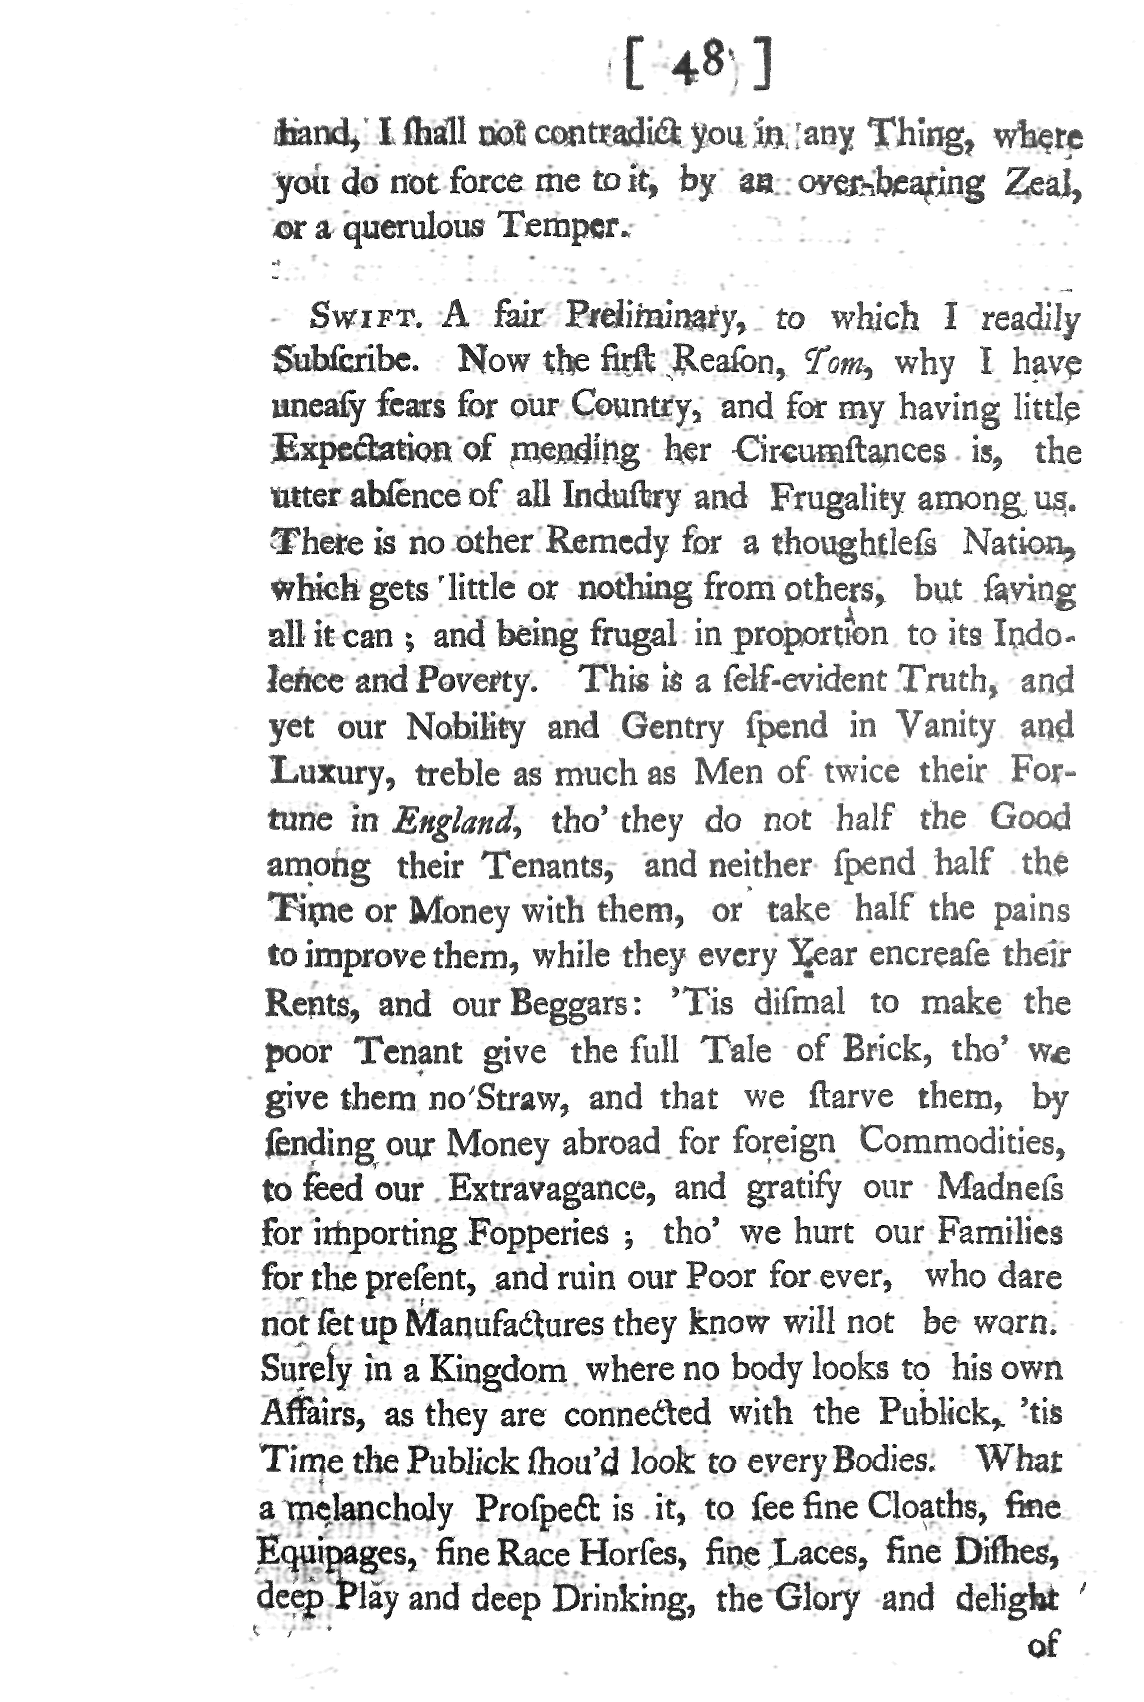 [ 48 ]
hand, I ſhall not contradict you in any Thing, where
you do not force me to it, by an over-bearing Zeal,
or a querulous Temper.
SWIFT. A fair Preliminary, to which I readily
Subſcribe. Now the firſt Reaſon, Tom, why I have
uneaſy fears for our Country, and for my having little
Expectation of mending her Circumſtances is, the
utter abſence of all Induſtry and Frugality among us.
There is no other Remedy for a thoughtleſs Nation,
which gets little or nothing from others, but ſaving
all it can ; and being frugal in proportion to its Indo-
lence and Poverty. This is a ſelf-evident Truth, and
yet our Nobility and Gentry ſpend in Vanity and
Luxury, treble as much as Men of twice their For-
tune in England, tho' they do not half the Good
among their Tenants, and neither ſpend half the
Time or Money with them, or take half the pains
to improve them, while they every Year encreaſe their
Rents, and our Beggars: 'Tis diſmal to make the
poor Tenant give the full Tale of Brick, tho' we
give them no Straw, and that we ſtarve them, by
ſending our Money abroad for foreign Commodities,
to feed our Extravagance, and gratify our Madneſs
for importing Fopperies ; tho' we hurt our Families
for the preſent, and ruin our Poor for ever, who dare
not ſet up Manufactures they know will not be worn.
Surely in a Kingdom where no body looks to his own
Affairs, as they are connected with the Publick, 'tis
Time the Publick ſhou'd look to every Bodies. What
a melancholy Proſpect is it, to ſee fine Cloaths, fine
Equipages, fine Race Horſes, fine Laces, fine Diſhes,
deep Play and deep Drinking, the Glory and delight
of